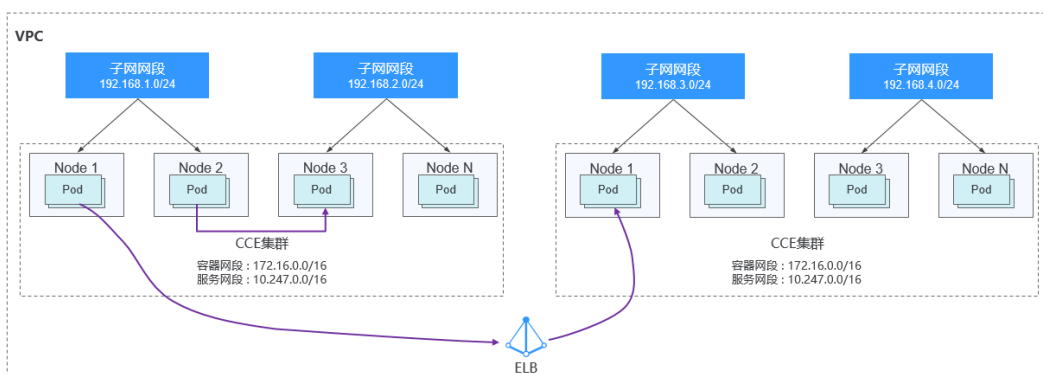 VPC
子网网段
192.168.1.0/24
子网网段
192.168.2.0/24
子网网段
192.168.3.0/24
子网网段
192.168.4.0/24
Node 1
Pod
Node 2
Pod
Node 3
Pod
Node N
Pod
CCE集群
容器网段：172.16.0.0/16
服务网段：10.247.0.0/16
Node 1
Pod
Node 2
Pod
Node 3
Pod
Node N
Pod
CCE集群
容器网段：172.16.0.0/16
服务网段：10.247.0.0/16
ELB